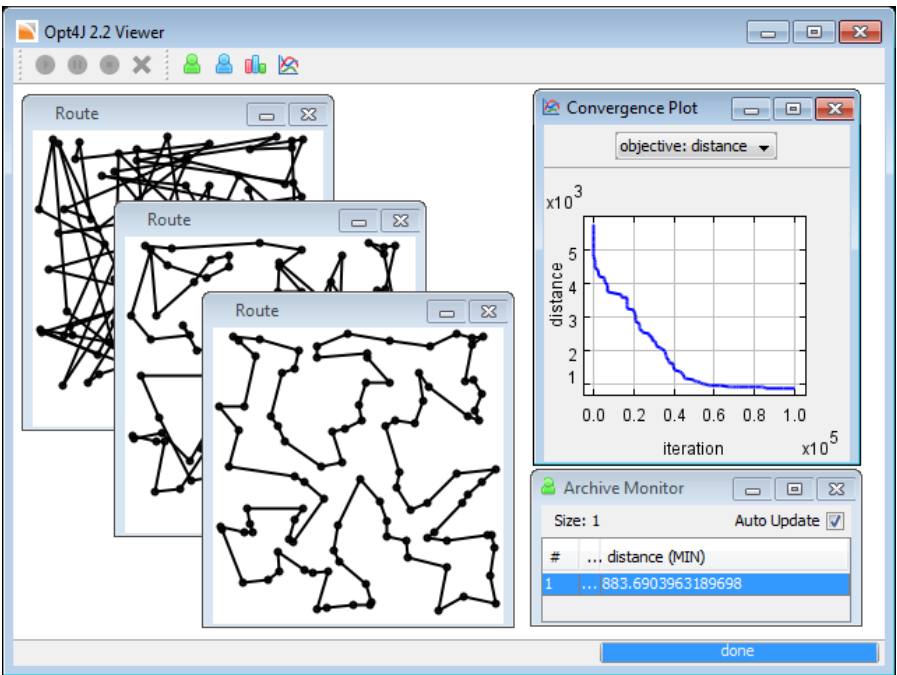 Opt4J 2.2 Viewer
Route
Route
Route
Convergence Plot
objective: distance
x10^3
distance
5
4
3
2
1
0.0 0.2 0.4 0.6 0.8 1.0
iteration
x10^5
Archive Monitor
Size: 1
Auto Update
# ... distance (MIN)
1 ... 883.6903963189698
done